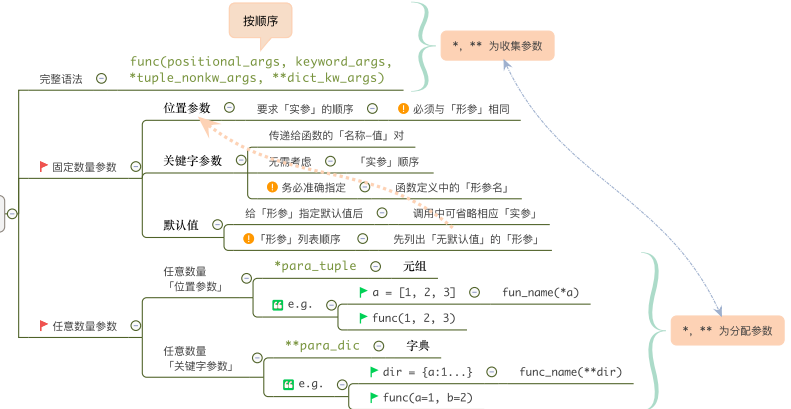 按顺序
*, ** 为收集参数
完整语法
func(positional_args, keyword_args,
*tuple_nonkw_args, **dict_kw_args)
固定数量参数
位置参数
要求「实参」的顺序
必须与「形参」相同
关键字参数
传递给函数的「名称—值」对
无需考虑
「实参」顺序
务必准确指定
函数定义中的「形参名」
默认值
给「形参」指定默认值后
调用中可省略相应「实参」
「形参」列表顺序
先列出「无默认值」的「形参」
任意数量参数
任意数量
「位置参数」
*para_tuple
元组
e.g.
a = [1, 2, 3]
fun_name(*a)
func(1, 2, 3)
*, ** 为分配参数
任意数量
「关键字参数」
**para_dic
字典
e.g.
dir = {a:1...}
func_name(**dir)
func(a=1, b=2)